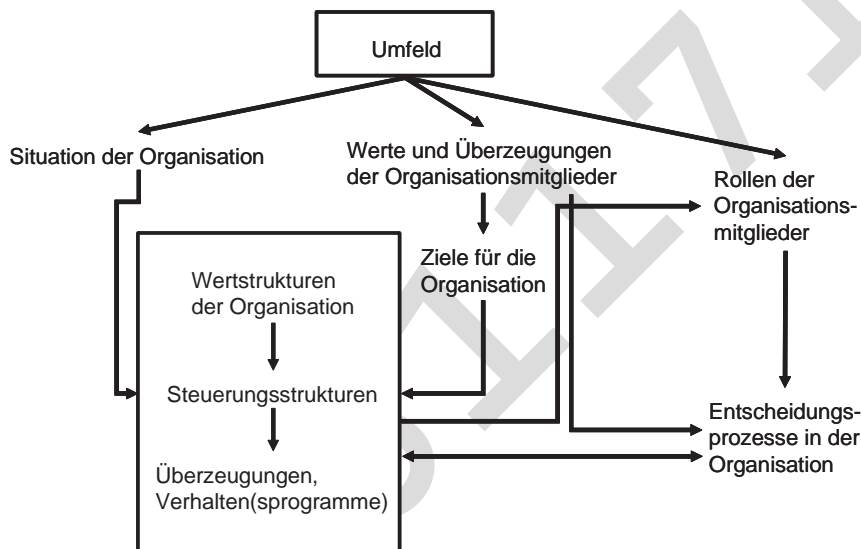 Umfeld
Situation der Organisation
Werte und Überzeugungen
der Organisationsmitglieder
Rollen der
Organisations-
mitglieder
Ziele für die
Organisation
Wertstrukturen
der Organisation
Steuerungsstrukturen
Überzeugungen,
Verhalten(sprogramme)
Entscheidungs-
prozesse in der
Organisation